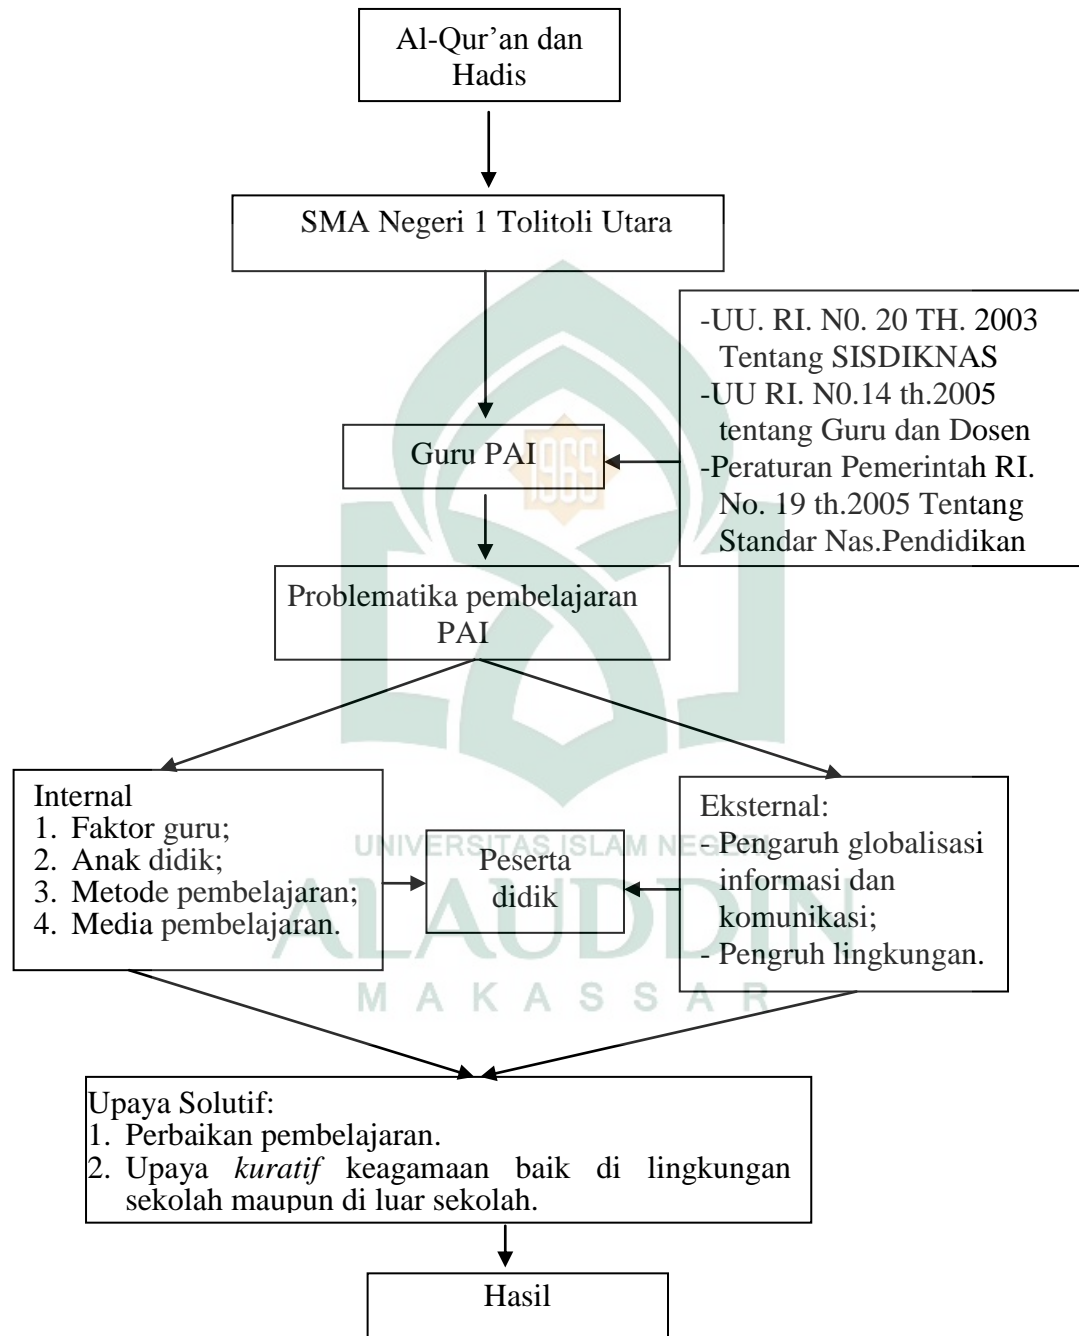 Al-Qur’an dan
Hadis
SMA Negeri 1 Tolitoli Utara
-UU. RI. N0. 20 TH. 2003
Tentang SISDIKNAS
-UU RI. N0.14 th.2005
tentang Guru dan Dosen
-Peraturan Pemerintah RI.
No. 19 th.2005 Tentang
Standar Nas.Pendidikan
Guru PAI
1965
Problematika pembelajaran
PAI
Internal
1. Faktor guru;
2. Anak didik;
3. Metode pembelajaran;
4. Media pembelajaran.
Peserta
didik
Eksternal:
- Pengaruh globalisasi
informasi dan
komunikasi;
- Pengruh lingkungan.
UNIVERSITAS ISLAM NEGERI
ALAUDDIN
MAKASSAR
Upaya Solutif:
1. Perbaikan pembelajaran.
2. Upaya kuratif keagamaan baik di lingkungan
sekolah maupun di luar sekolah.
Hasil